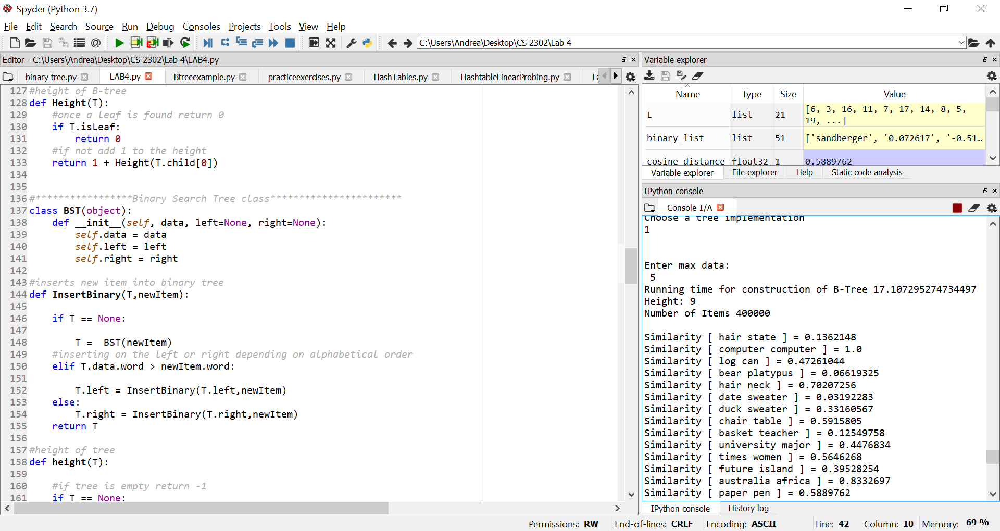 Spyder (Python 3.7)
File Edit Search Source Run Debug Consoles Projects Tools View Help
C:\Users\Andrea\Desktop\CS 2302\Lab 4
Editor - C:\Users\Andrea\Desktop\CS 2302\Lab 4\LAB4.py
binary tree.py LAB4.py Btreeexample.py practiceexercises.py HashTables.py HashtableLinearProbing.py
127 #height of B-tree
128 def Height(T):
129 #once a leaf is found return 0
130 if T.isLeaf:
131 return 0
132 #if not add 1 to the height
133 return 1 + Height(T.child[0])
134
135
136 #*****************Binary Search Tree class***********************
137 class BST(object):
138 def __init__(self, data, left=None, right=None):
139 self.data = data
140 self.left = left
141 self.right = right
142
143 #inserts new item into binary tree
144 def InsertBinary(T,newItem):
145
146 if T == None:
147
148 T =  BST(newItem)
149 #inserting on the left or right depending on alphabetical order
150 elif T.data.word > newItem.word:
151
152 T.left = InsertBinary(T.left,newItem)
153 else:
154 T.right = InsertBinary(T.right,newItem)
155 return T
156
157 #height of tree
158 def height(T):
159
160 #if tree is empty return -1
161 if T == None:
Variable explorer
Name Type Size Value
L list 21 [6, 3, 16, 11, 7, 17, 14, 8, 5,
19, ...]
binary_list list 51 ['sandberger', '0.072617', '-0.51...
cosine_distance float32 1 0.5889762
Variable explorer File explorer Help Static code analysis
IPython console
Console 1/A
Choose a tree implementation
1
Enter max data:
5
Running time for construction of B-Tree 17.107295274734497
Height: 9
Number of Items 400000
Similarity [ hair state ] = 0.1362148
Similarity [ computer computer ] = 1.0
Similarity [ log can ] = 0.47261044
Similarity [ bear platypus ] = 0.06619325
Similarity [ hair neck ] = 0.70207256
Similarity [ date sweater ] = 0.03192283
Similarity [ duck sweater ] = 0.33160567
Similarity [ chair table ] = 0.5915805
Similarity [ basket teacher ] = 0.12549758
Similarity [ university major ] = 0.4476834
Similarity [ times women ] = 0.5646268
Similarity [ future island ] = 0.39528254
Similarity [ australia africa ] = 0.8332697
Similarity [ paper pen ] = 0.5889762
IPython console History log
Permissions: RW End-of-lines: CRLF Encoding: ASCII Line: 42 Column: 10 Memory: 69 %